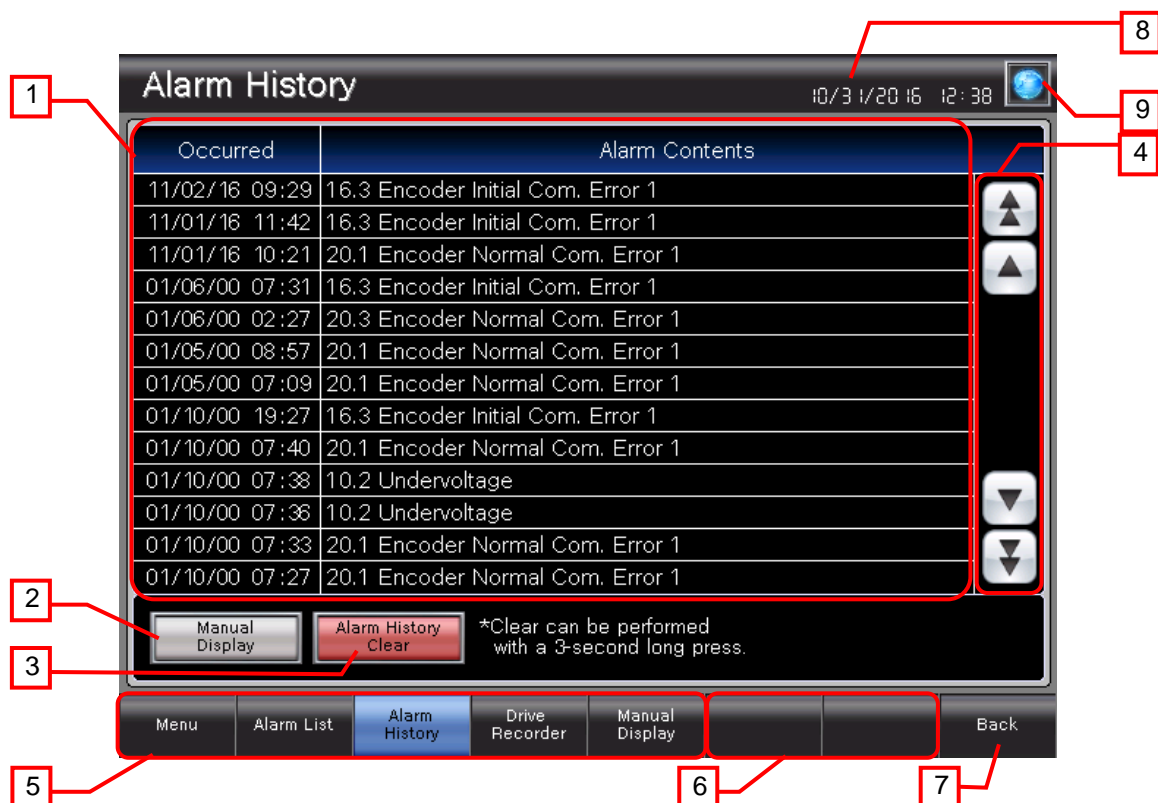 8
Alarm History
10/31/2016 12:38
1
9
Occurred Alarm Contents
4
11/02/16 09:29 16.3 Encoder Initial Com. Error 1
11/01/16 11:42 16.3 Encoder Initial Com. Error 1
11/01/16 10:21 20.1 Encoder Normal Com. Error 1
01/06/00 07:31 16.3 Encoder Initial Com. Error 1
01/06/00 02:27 20.3 Encoder Normal Com. Error 1
01/05/00 08:57 20.1 Encoder Normal Com. Error 1
01/05/00 07:09 20.1 Encoder Normal Com. Error 1
01/10/00 19:27 16.3 Encoder Initial Com. Error 1
01/10/00 07:40 20.1 Encoder Normal Com. Error 1
01/10/00 07:38 10.2 Undervoltage
01/10/00 07:36 10.2 Undervoltage
01/10/00 07:33 20.1 Encoder Normal Com. Error 1
01/10/00 07:27 20.1 Encoder Normal Com. Error 1
2
Manual
Display
Alarm History
Clear
*Clear can be performed
with a 3-second long press.
3
Menu
Alarm List
Alarm
History
Drive
Recorder
Manual
Display
Back
5
6
7